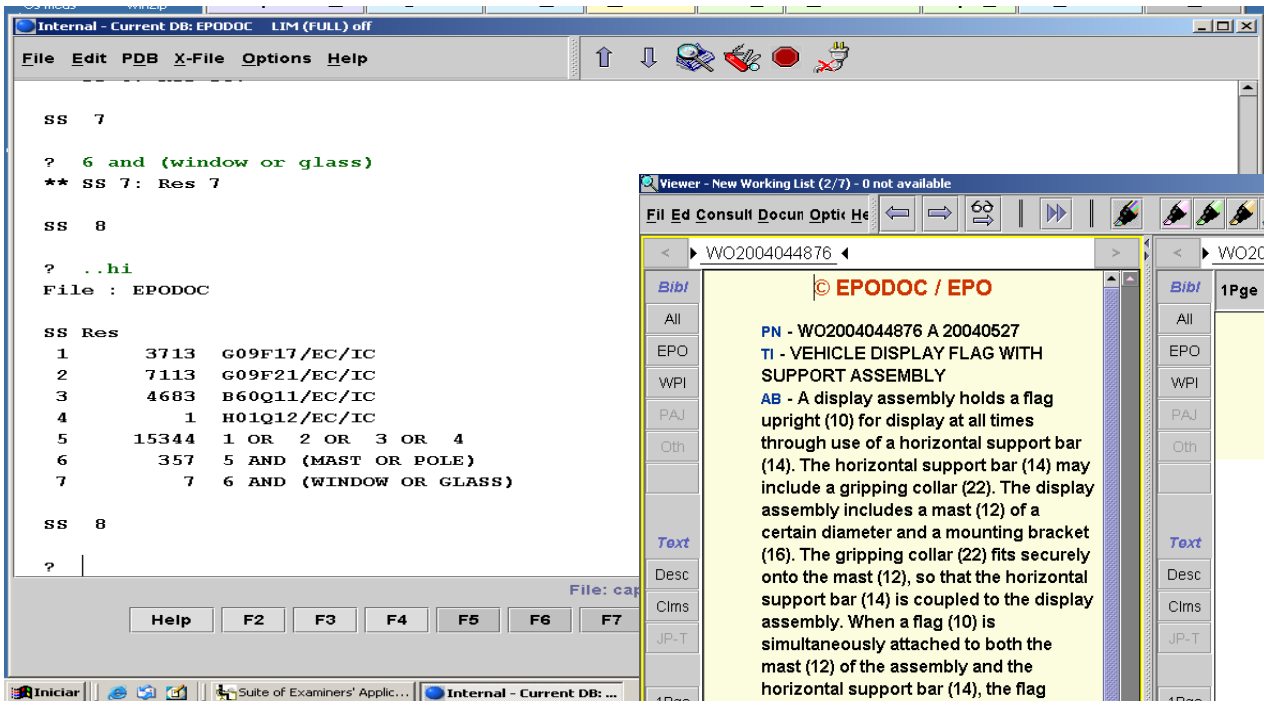 WinZip
Internal - Current DB: EPODOC LIM (FULL) off
File Edit PDB X-File Options Help
SS 7
? 6 and (window or glass)
** SS 7: Res 7
SS 8
? ..hi
File : EPODOC
SS Res
1 3713 G09F17/EC/IC
2 7113 G09F21/EC/IC
3 4683 B60Q11/EC/IC
4 1 H01Q12/EC/IC
5 15344 1 OR 2 OR 3 OR 4
6 357 5 AND (MAST OR POLE)
7 7 6 AND (WINDOW OR GLASS)
SS 8
?
File: cap
Help F2 F3 F4 F5 F6 F7
Viewer - New Working List (2/7) - 0 not available
Fil Ed Consult Docun Optic He
< WO2004044876 >
Bibl
All
EPO
WPI
PAJ
Oth
Text
Desc
Clms
JP-T
1Pge
© EPODOC / EPO
PN - WO2004044876 A 20040527
TI - VEHICLE DISPLAY FLAG WITH
SUPPORT ASSEMBLY
AB - A display assembly holds a flag
upright (10) for display at all times
through use of a horizontal support bar
(14). The horizontal support bar (14) may
include a gripping collar (22). The display
assembly includes a mast (12) of a
certain diameter and a mounting bracket
(16). The gripping collar (22) fits securely
onto the mast (12), so that the horizontal
support bar (14) is coupled to the display
assembly. When a flag (10) is
simultaneously attached to both the
mast (12) of the assembly and the
horizontal support bar (14), the flag
< WO20
Bibl 1Pge
All
EPO
WPI
PAJ
Oth
Text
Desc
Clms
JP-T
1Pge
Iniciar Suite of Examiners' Applic... Internal - Current DB: ...